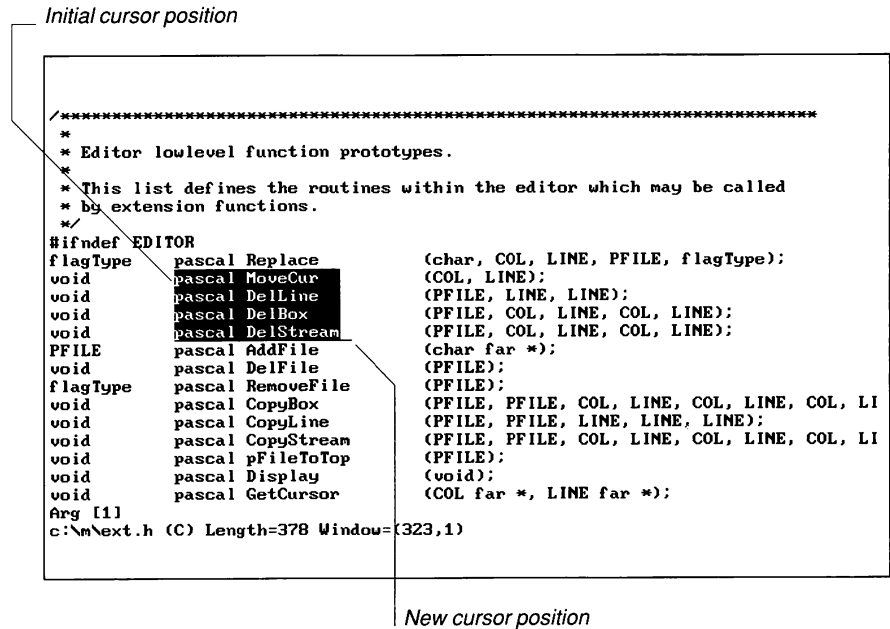 Initial cursor position
/*************************************************************************
 *
 * Editor lowlevel function prototypes.
 *
 * This list defines the routines within the editor which may be called
 * by extension functions.
 */
#ifndef EDITOR
flagType    pascal Replace          (char, COL, LINE, PFILE, flagType);
void        pascal MoveCur          (COL, LINE);
void        pascal DelLine          (PFILE, LINE, LINE);
void        pascal DelBox           (PFILE, COL, LINE, COL, LINE);
void        pascal DelStream        (PFILE, COL, LINE, COL, LINE);
PFILE       pascal AddFile          (char far *);
void        pascal DelFile          (PFILE);
flagType    pascal RemoveFile       (PFILE);
void        pascal CopyBox          (PFILE, PFILE, COL, LINE, COL, LINE, COL, LI
void        pascal CopyLine         (PFILE, PFILE, LINE, LINE, LINE);
void        pascal CopyStream       (PFILE, PFILE, COL, LINE, COL, LINE, COL, LI
void        pascal pFileToTop       (PFILE);
void        pascal Display          (void);
void        pascal GetCursor        (COL far *, LINE far *);
Arg [1]
c:\m\ext.h (C) Length=378 Window=(323,1)
New cursor position